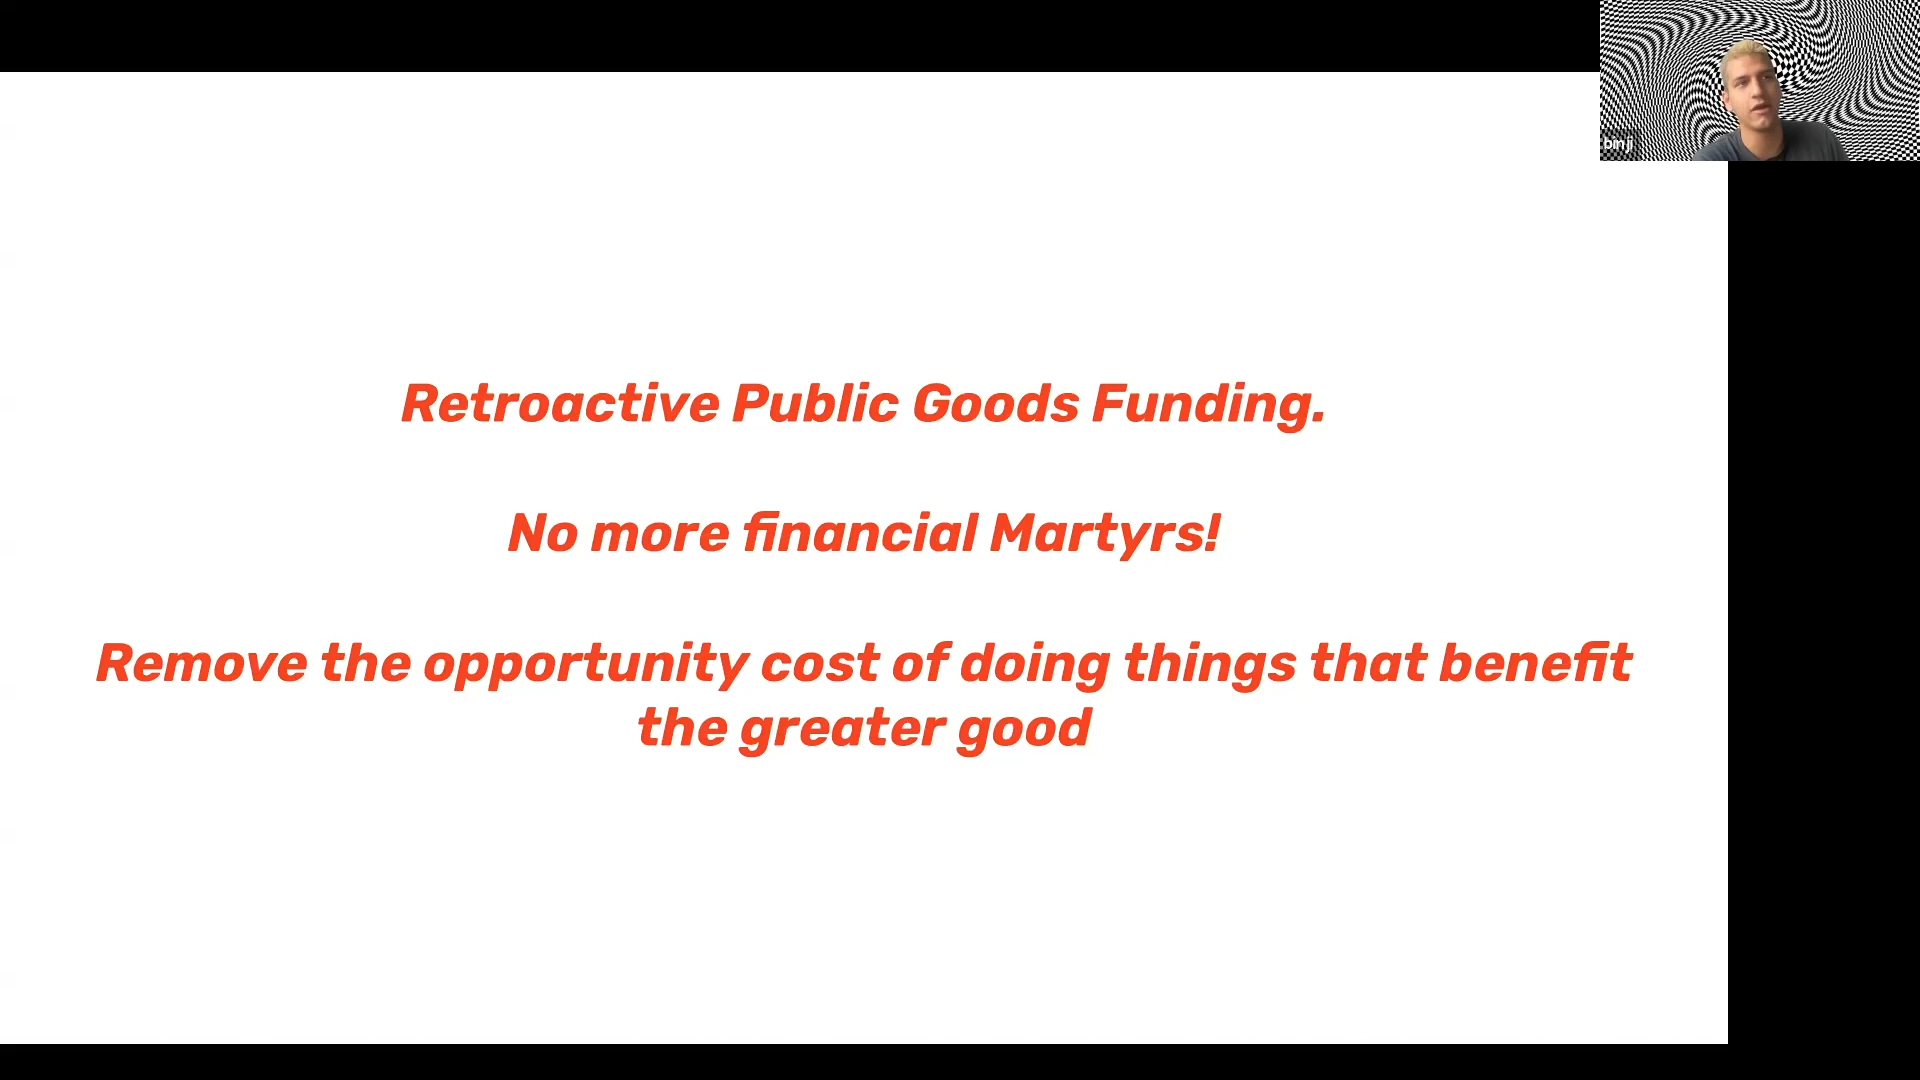 binji
Retroactive Public Goods Funding.
No more financial Martyrs!
Remove the opportunity cost of doing things that benefit
the greater good